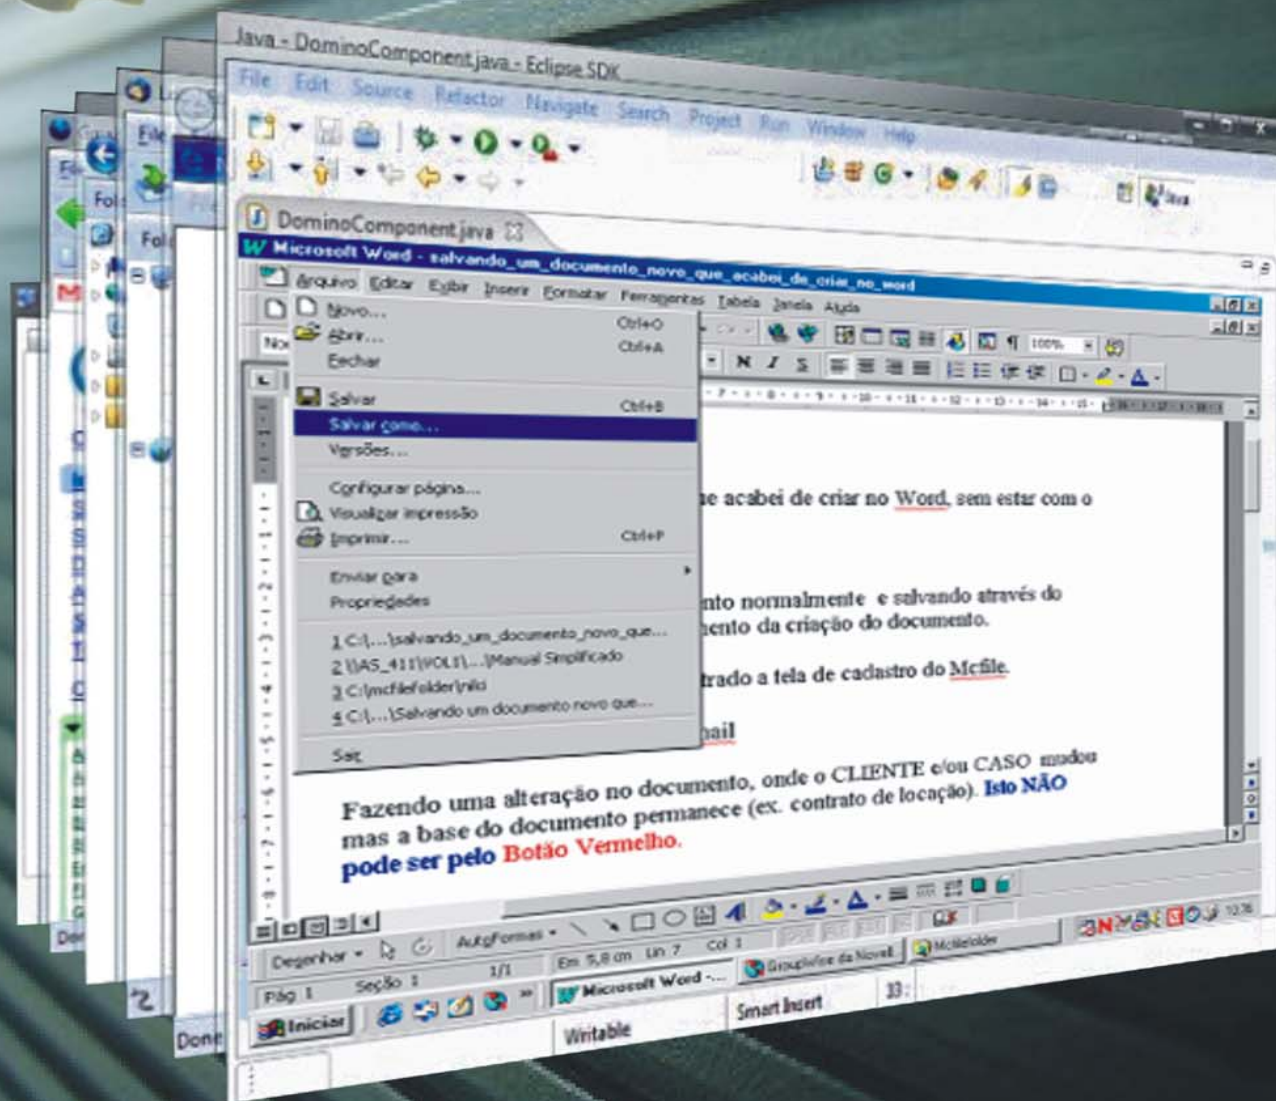 Java - DominoComponent.java - Eclipse SDK
File Edit Source Refactor Navigate Search Project Run Window Help
Java
DominoComponent.java
Microsoft Word - salvando_um_documento_novo_que_acabei_de_criar_no_word
Arquivo Editar Exibir Inserir Formatar Ferramentas Tabela Janela Ajuda
Novo... Ctrl+O
Abrir... Ctrl+A
Fechar
100%
N I S
Salvar Ctrl+B
Salvar como...
Versões...
Configurar página...
Visualizar impressão
Imprimir... Ctrl+P
Enviar para
Propriedades
1 C:\...\salvando_um_documento_novo_que...
2 \\AS_411\VOL1\...\Manual Simplificado
3 C:\mcfilefolder\niki
4 C:\...\Salvando um documento novo que...
Sair
acabei de criar no Word, sem estar com o
nto normalmente e salvando através do
ento da criação do documento.
trado a tela de cadastro do Mcfile.
ail
Fazendo uma alteração no documento, onde o CLIENTE e/ou CASO mudou
mas a base do documento permanece (ex. contrato de locação). Isto NÃO
pode ser pelo Botão Vermelho.
Desenhar AutoFormas
Pág 1 Seção 1 1/1 Em 5,8 cm Lin 7 Col 1
Iniciar Microsoft Word -... GroupWise da Novell Mcfilefolder
Done Writable Smart Insert